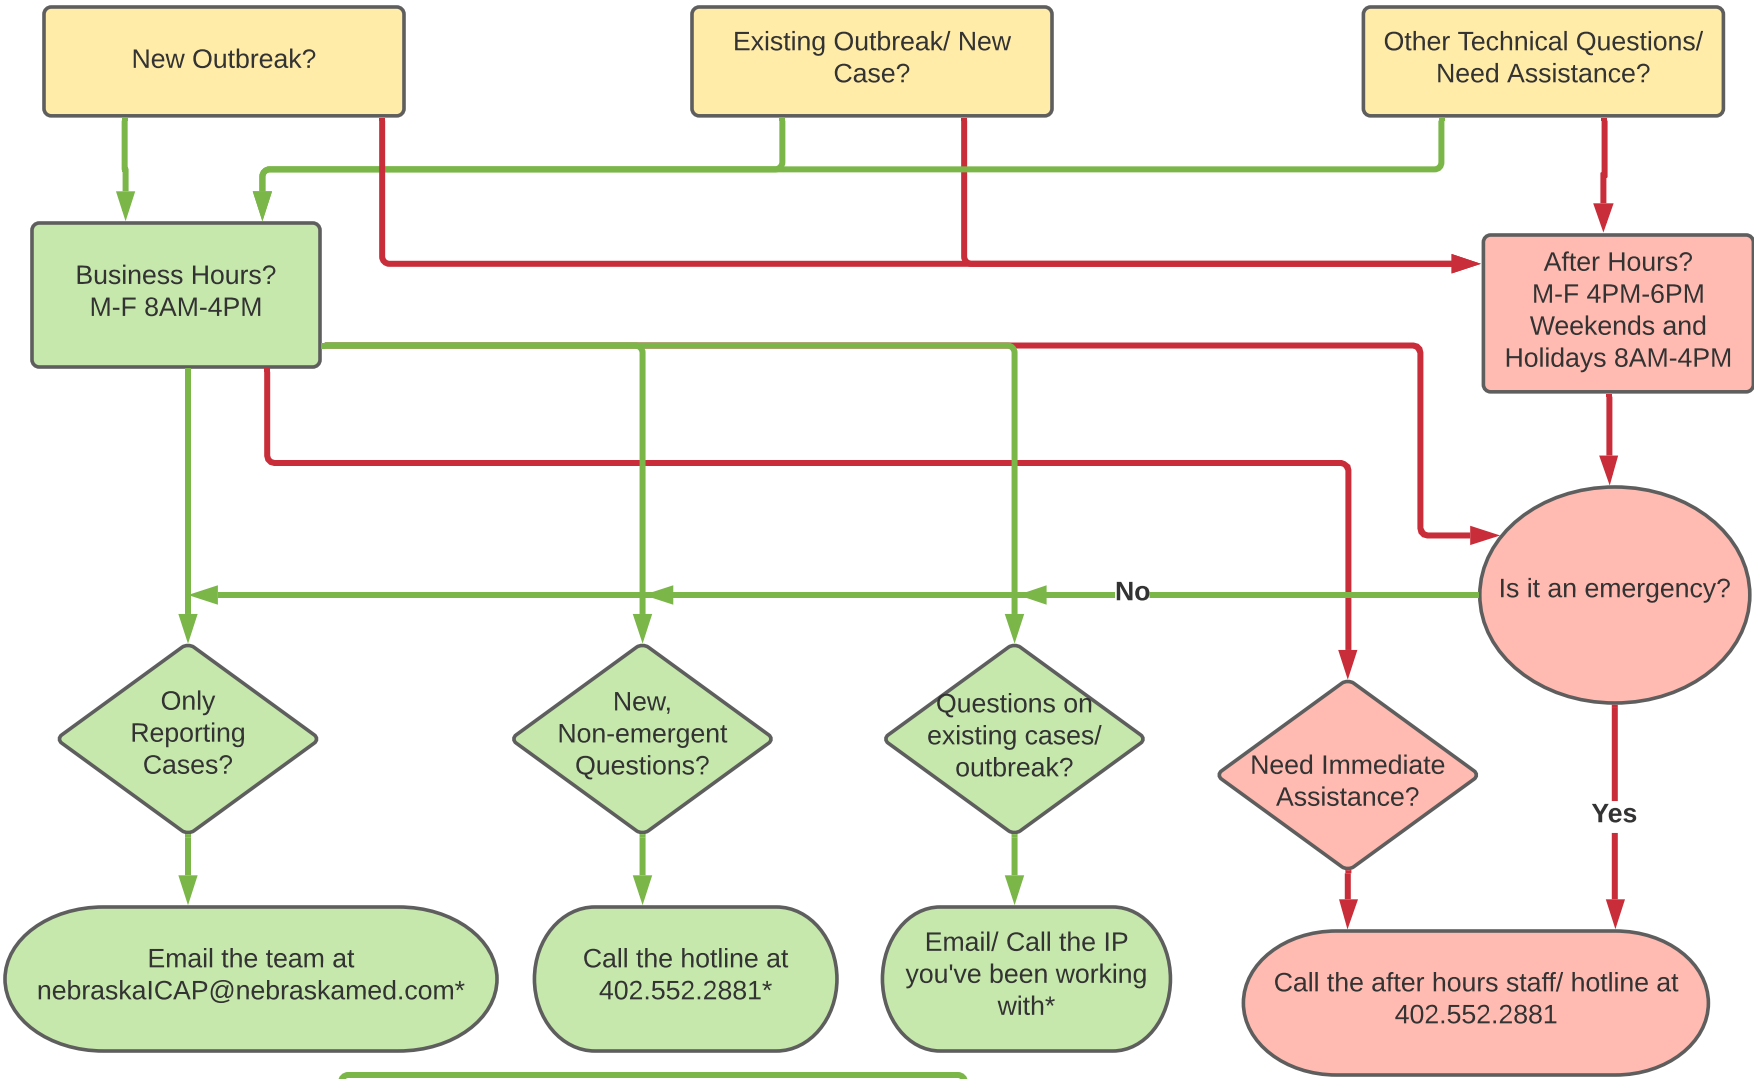 New Outbreak?
Existing Outbreak/ New
Case?
Other Technical Questions/
Need Assistance?
Business Hours?
M-F 8AM-4PM
After Hours?
M-F 4PM-6PM
Weekends and
Holidays 8AM-4PM
Is it an emergency?
No
Only
Reporting
Cases?
New,
Non-emergent
Questions?
Questions on
existing cases/
outbreak?
Need Immediate
Assistance?
Yes
Email the team at
nebraskaICAP@nebraskamed.com*
Call the hotline at
402.552.2881*
Email/ Call the IP
you've been working
with*
Call the after hours staff/ hotline at
402.552.2881